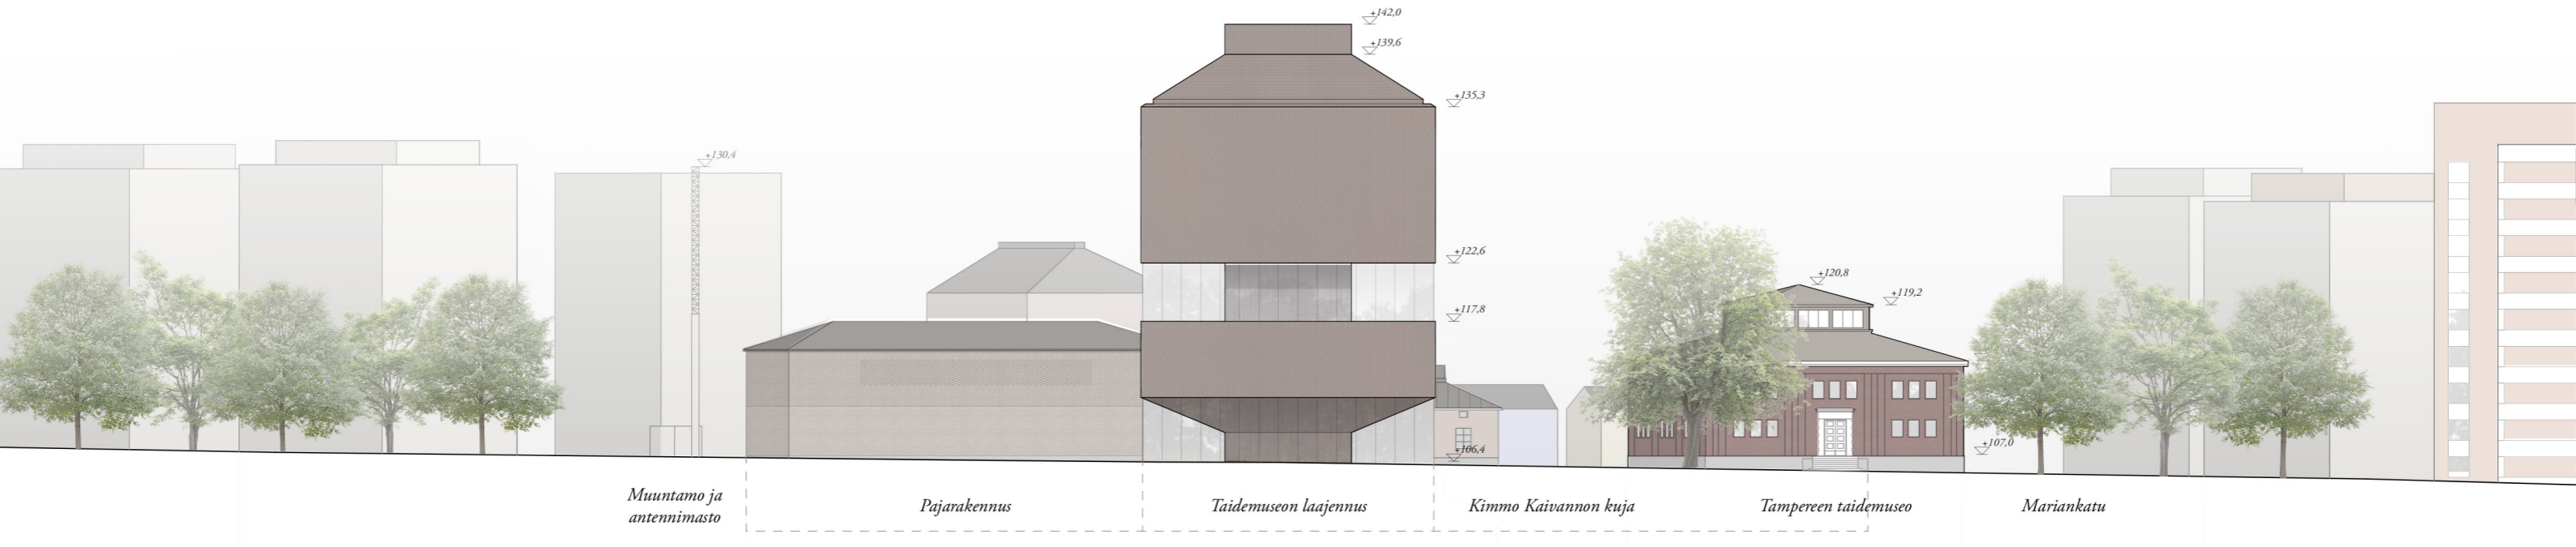 +142,0
+139,6
+135,3
+130,4
+122,6
+120,8
+119,2
+117,8
+107,0
+106,4
Muuntamo ja
antennimasto
Pajarakennus
Taidemuseon laajennus
Kimmo Kaivannon kuja
Tampereen taidemuseo
Mariankatu